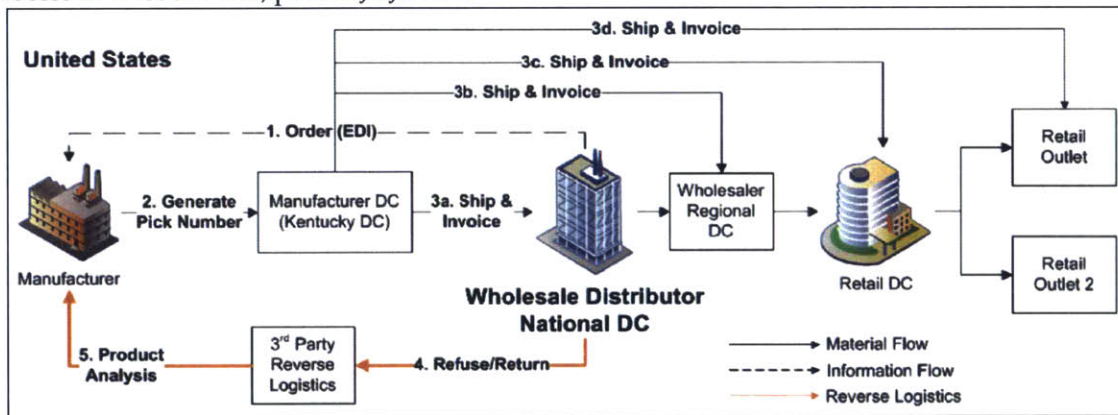 3d. Ship & Invoice
United States
3c. Ship & Invoice
3b. Ship & Invoice
1. Order (EDI)
Retail
Outlet
2. Generate
Pick Number
Manufacturer DC
(Kentucky DC)
3a. Ship &
Invoice
Wholesaler
Regional
DC
Manufacturer
Retail DC
Retail
Outlet 2
Wholesale Distributor
National DC
5. Product
Analysis
3rd Party
Reverse
Logistics
4. Refuse/Return
Material Flow
Information Flow
Reverse Logistics